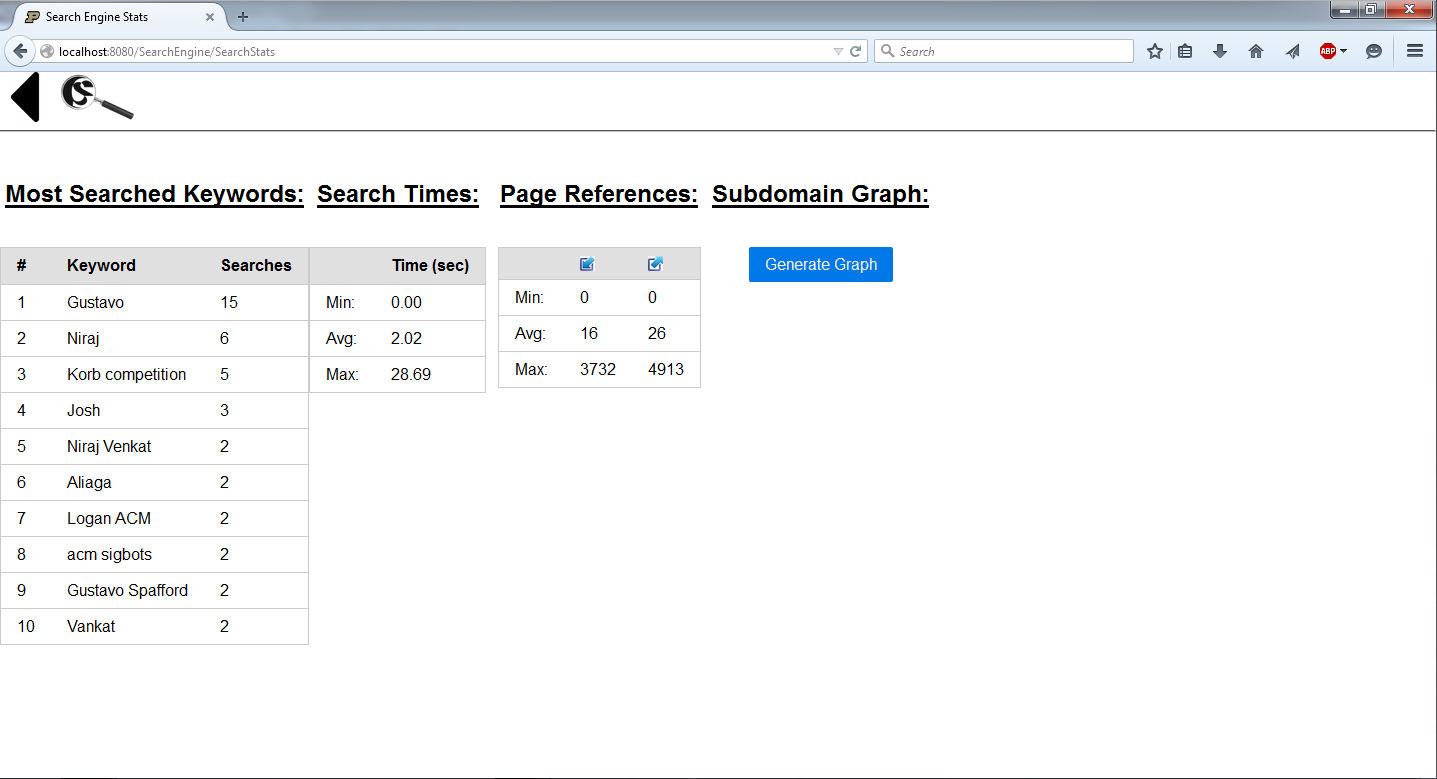 Search Engine Stats
localhost:8080/SearchEngine/SearchStats
Search
ABP
Most Searched Keywords: Search Times: Page References: Subdomain Graph:
# Keyword Searches
1 Gustavo 15
2 Niraj 6
3 Korb competition 5
4 Josh 3
5 Niraj Venkat 2
6 Aliaga 2
7 Logan ACM 2
8 acm sigbots 2
9 Gustavo Spafford 2
10 Vankat 2
Time (sec)
Min: 0.00
Avg: 2.02
Max: 28.69
Min: 0 0
Avg: 16 26
Max: 3732 4913
Generate Graph